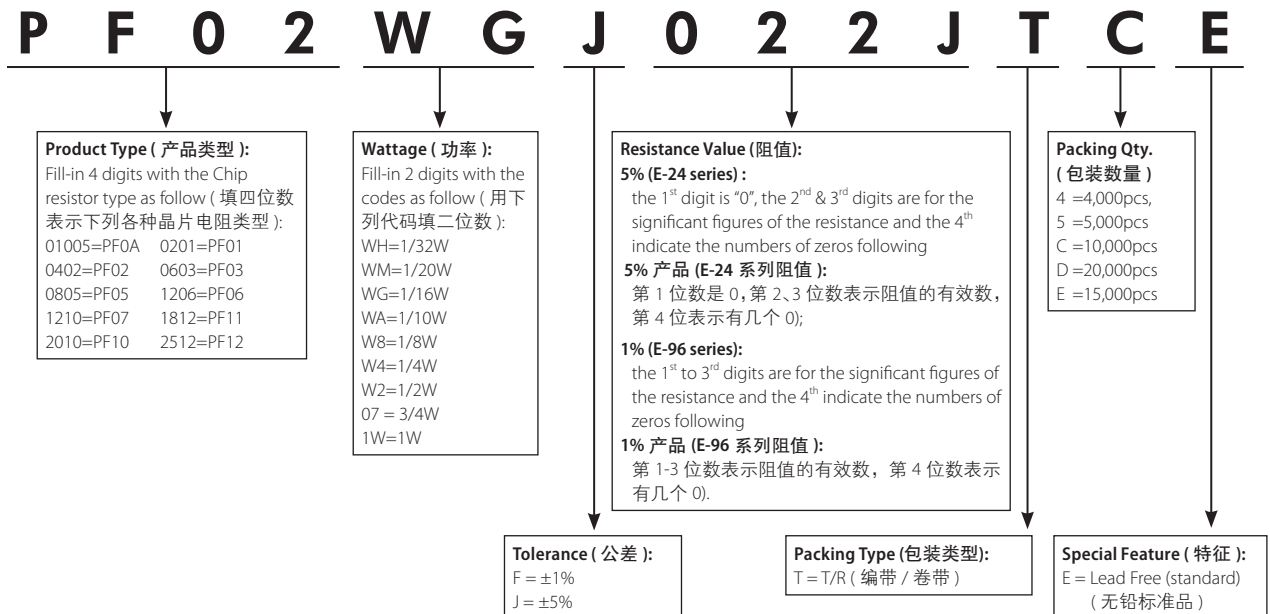 P F 0 2 W G J 0 2 2 J T C E
Product Type ( 产品类型 ):
Fill-in 4 digits with the Chip
resistor type as follow ( 填四位数
表示下列各种晶片电阻类型 ):
01005=PF0A 0201=PF01
0402=PF02 0603=PF03
0805=PF05 1206=PF06
1210=PF07 1812=PF11
2010=PF10 2512=PF12
Wattage ( 功率 ):
Fill-in 2 digits with the
codes as follow ( 用下
列代码填二位数 ):
WH=1/32W
WM=1/20W
WG=1/16W
WA=1/10W
W8=1/8W
W4=1/4W
W2=1/2W
07 = 3/4W
1W=1W
Resistance Value (阻值):
5% (E-24 series) :
the 1st digit is “0”, the 2nd & 3rd digits are for the
significant figures of the resistance and the 4th
indicate the numbers of zeros following
5% 产品 (E-24 系列阻值 ):
第 1 位数是 0，第 2、3 位数表示阻值的有效数，
第 4 位表示有几个 0);
1% (E-96 series):
the 1st to 3rd digits are for the significant figures of
the resistance and the 4th indicate the numbers of
zeros following
1% 产品 (E-96 系列阻值 ):
第 1-3 位数表示阻值的有效数，第 4 位数表示
有几个 0).
Packing Qty.
( 包装数量 )
4 =4,000pcs,
5 =5,000pcs
C =10,000pcs
D =20,000pcs
E =15,000pcs
Tolerance ( 公差 ):
F = ±1%
J = ±5%
Packing Type (包装类型):
T = T/R ( 编带 / 卷带 )
Special Feature ( 特征 ):
E = Lead Free (standard)
( 无铅标准品 )